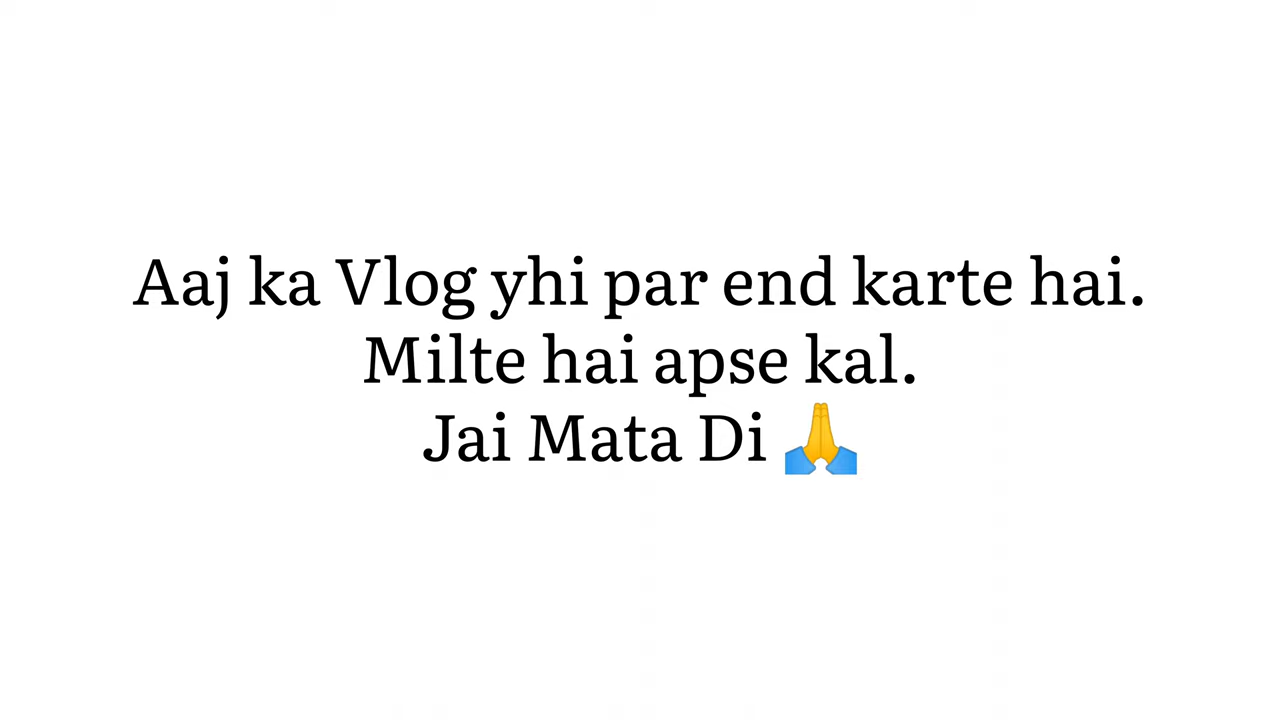 Aaj ka Vlog yhi par end karte hai.
Milte hai apse kal.
Jai Mata Di 🙏